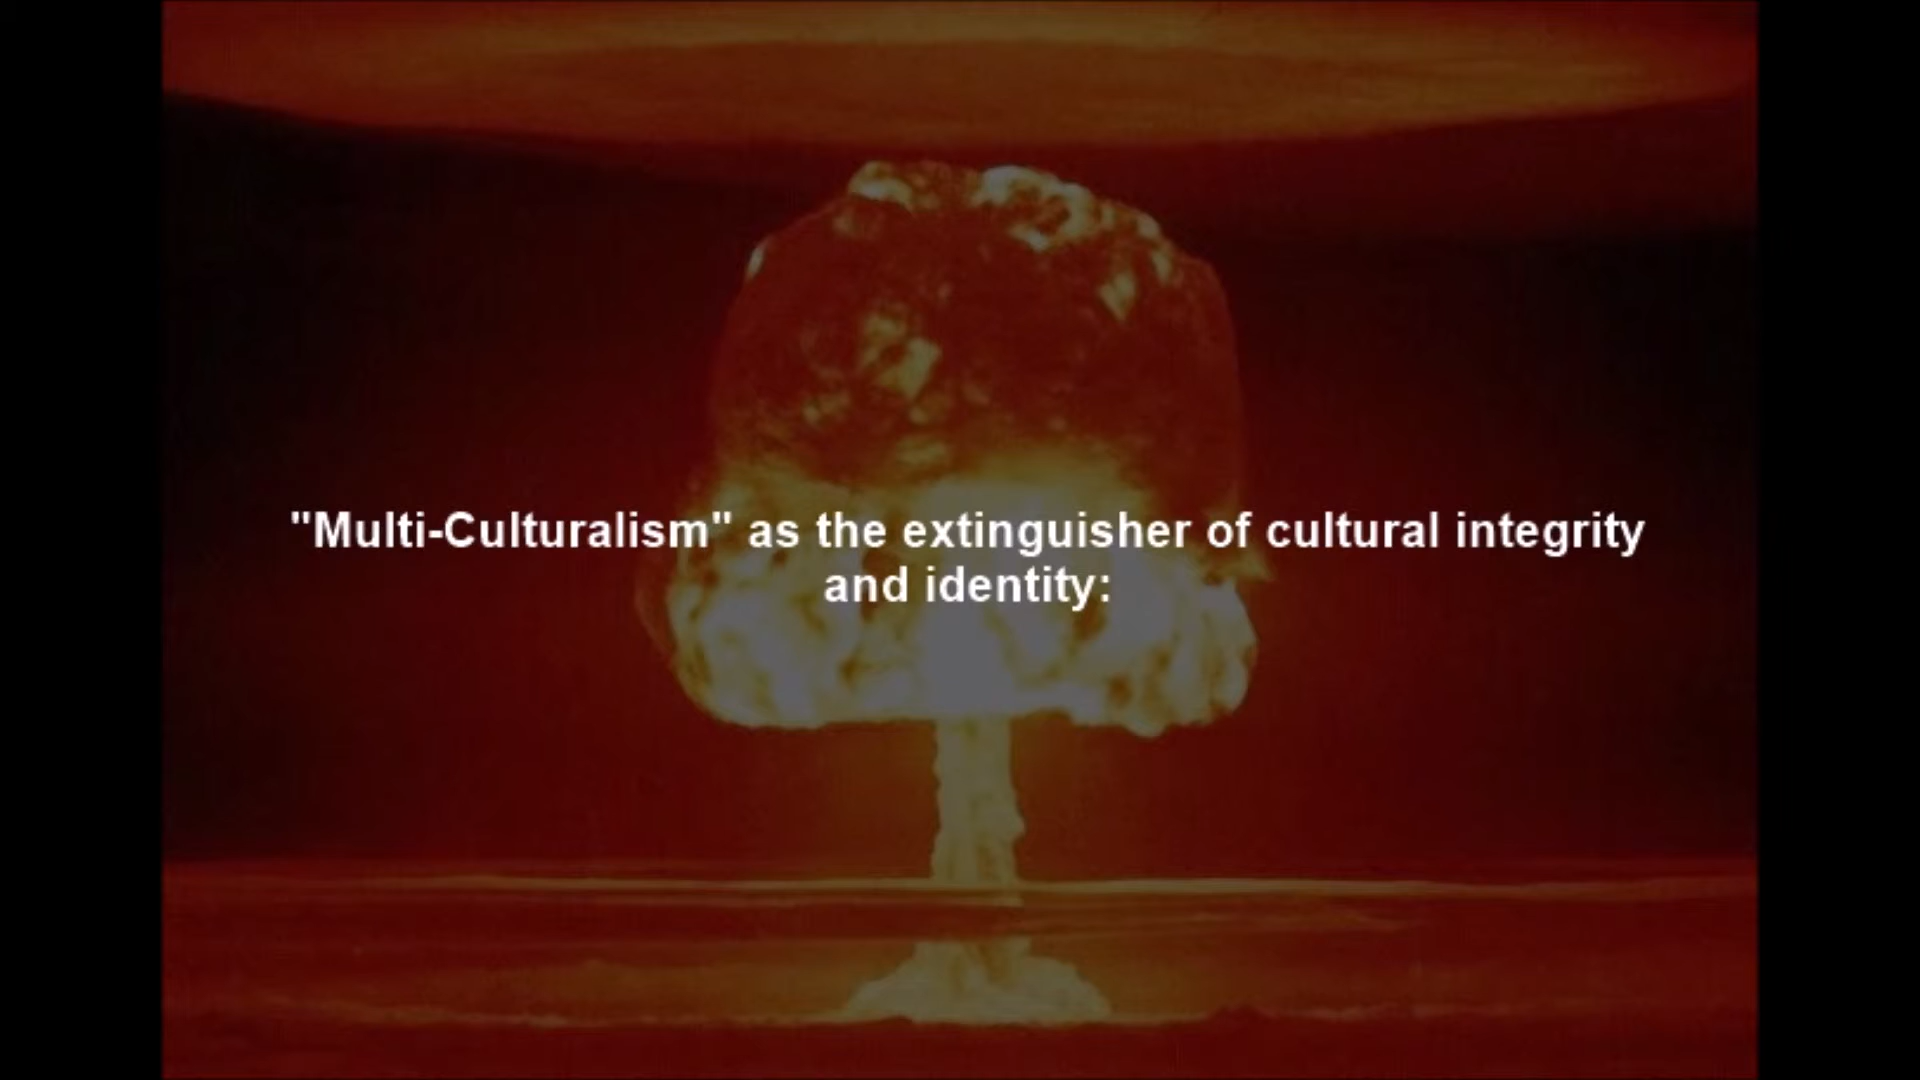 "Multi-Culturalism" as the extinguisher of cultural integrity
and identity: